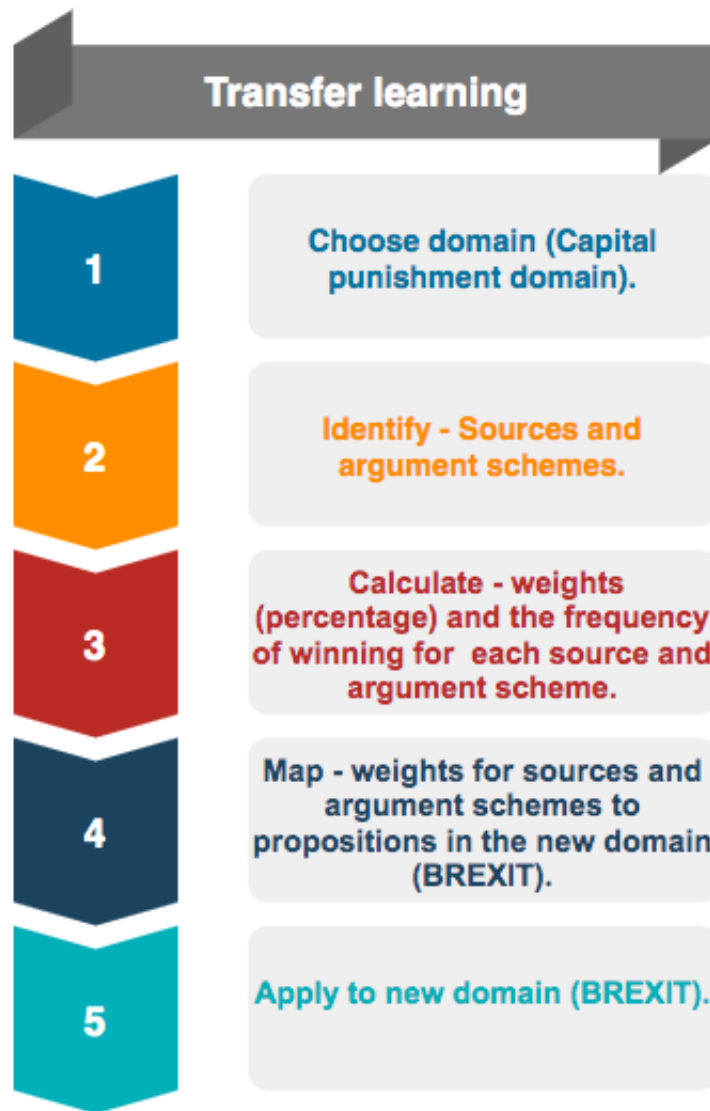 Transfer learning
1
Choose domain (Capital
punishment domain).
2
Identify - Sources and
argument schemes.
3
Calculate - weights
(percentage) and the frequency
of winning for each source and
argument scheme.
4
Map - weights for sources and
argument schemes to
propositions in the new domain
(BREXIT).
5
Apply to new domain (BREXIT).